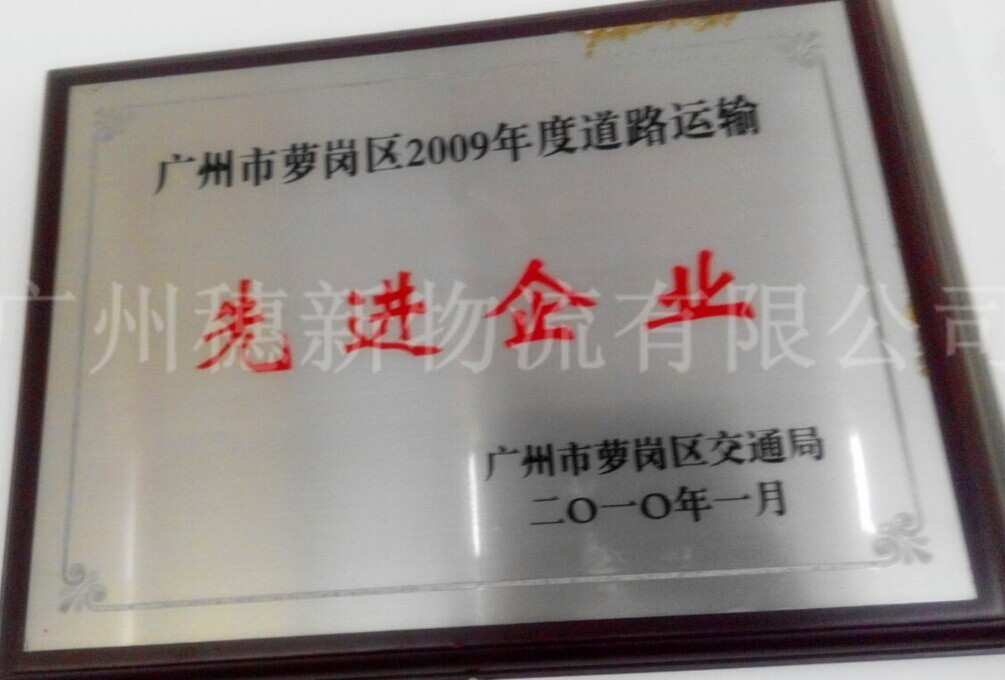 广州市萝岗区2009年度道路运输
先进企业
广州穗新物流有限公司
广州市萝岗区交通局
二〇一〇年一月